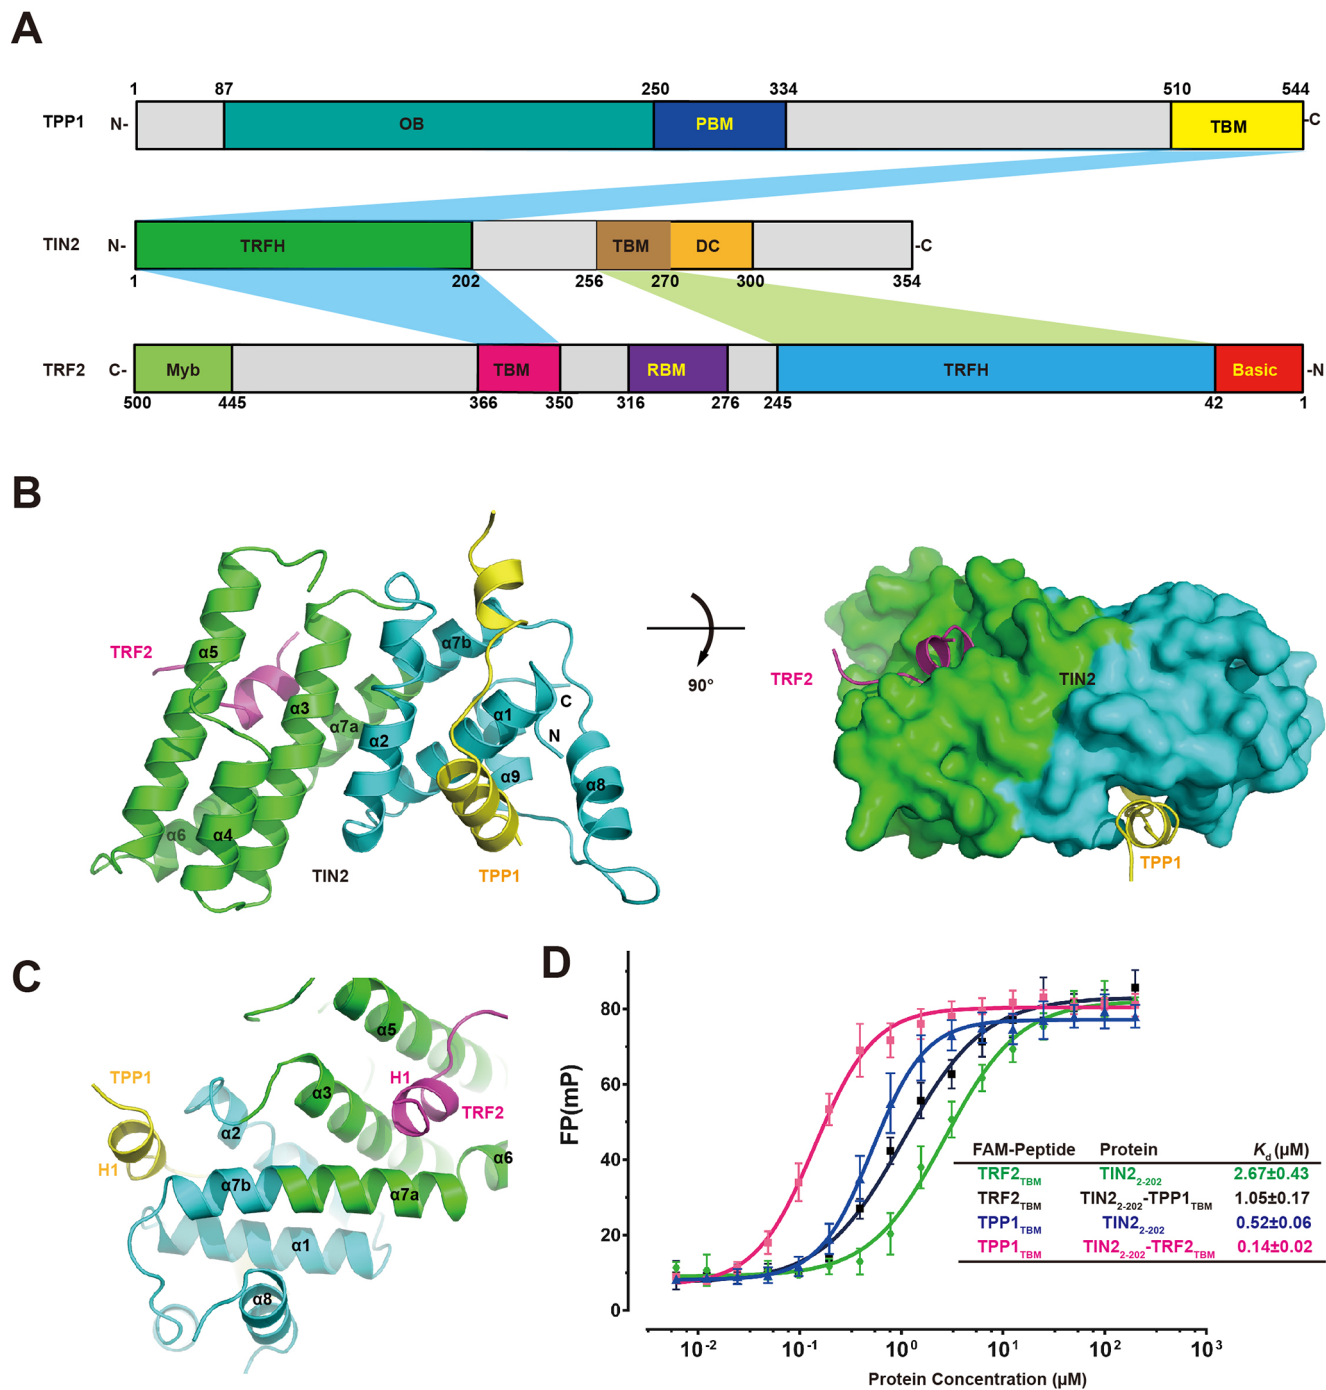 A
1 87 250 334 510 544
TPP1 N- OB PBM TBM -C
TIN2 N- TRFH TBM DC -C
1 202 256 270 300 354
TRF2 C- Myb TBM RBM TRFH Basic -N
500 445 366 350 316 276 245 42 1
B
TRF2 α5 α3 α7a α2 α7b α1 C N α9 α8 α6 α4 TIN2 TPP1
90°
TRF2 TIN2 TPP1
C
TPP1 H1 α2 α3 α5 H1 TRF2 α6 α7b α7a α1 α8
D
FP(mP)
80
60
40
20
0
10-2 10-1 100 101 102 103
Protein Concentration (μM)
FAM-Peptide Protein Kd (μM)
TRF2TBM TIN22-202 2.67±0.43
TRF2TBM TIN22-202-TPP1TBM 1.05±0.17
TPP1TBM TIN22-202 0.52±0.06
TPP1TBM TIN22-202-TRF2TBM 0.14±0.02